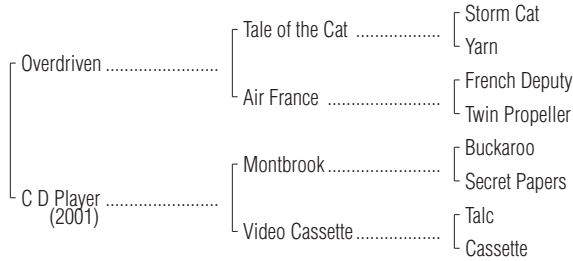 Storm Cat
Tale of the Cat ..................
Yarn
Overdriven ........................
French Deputy
Air France ........................
Twin Propeller
Buckaroo
Montbrook ........................
Secret Papers
C D Player ........................
(2001)
Talc
Video Cassette ..................
Cassette